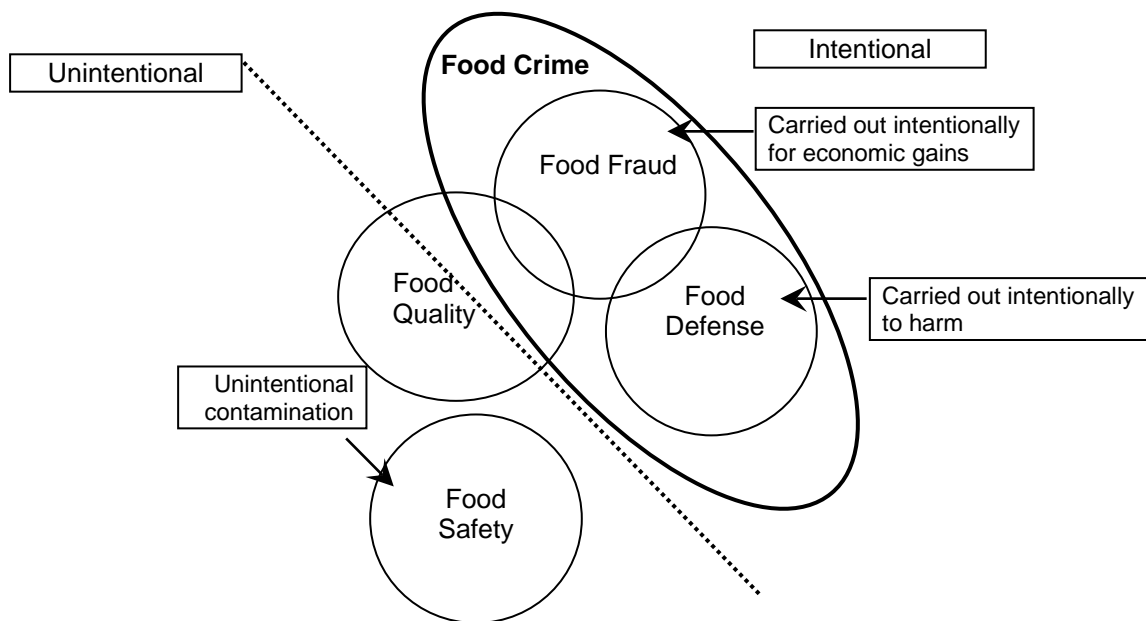 Unintentional
Food Crime
Intentional
Carried out intentionally
for economic gains
Food Fraud
Food
Quality
Food
Defense
Carried out intentionally
to harm
Unintentional
contamination
Food
Safety